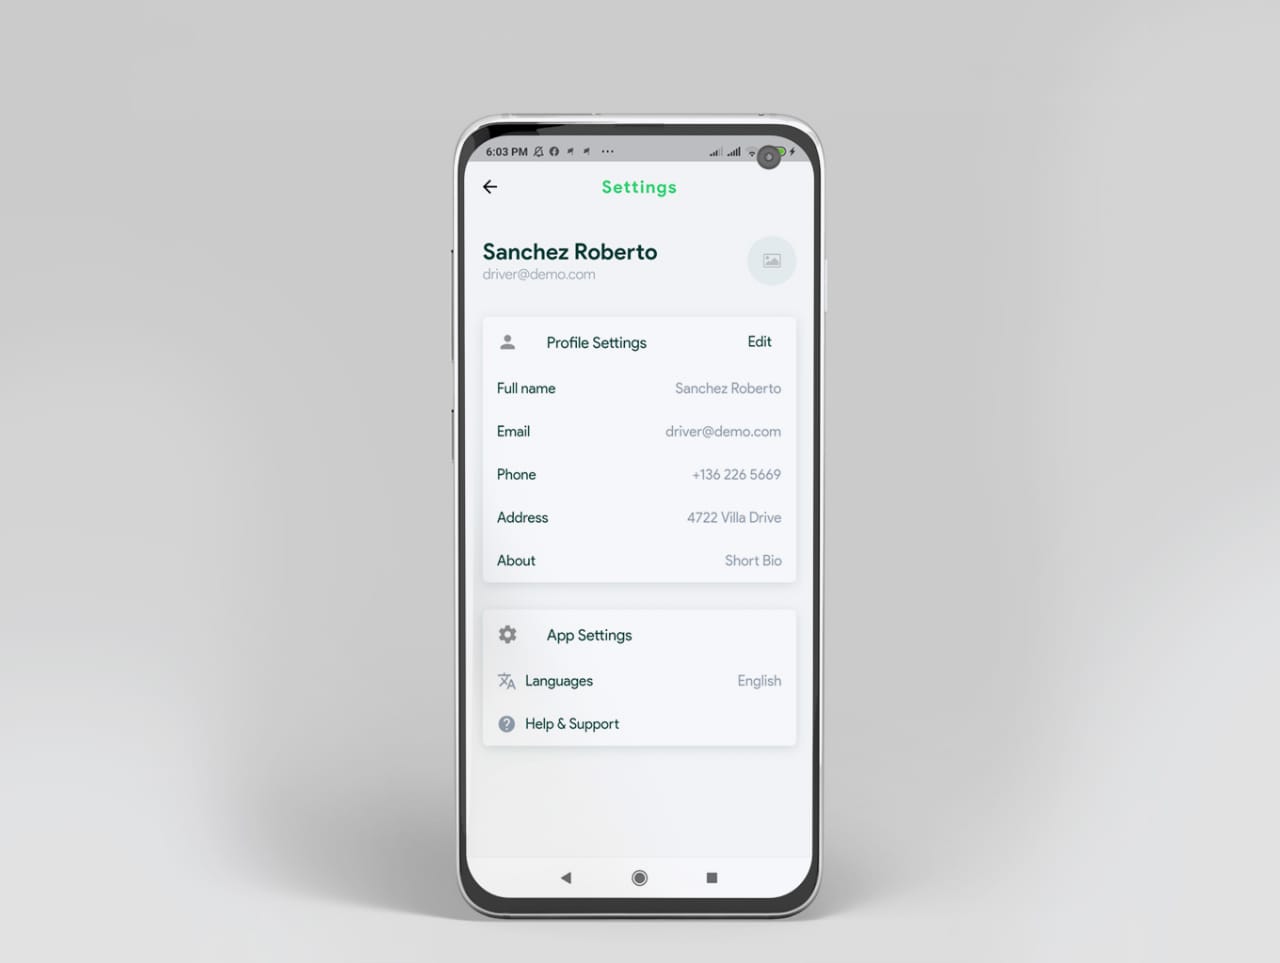 6:03 PM
Settings
Sanchez Roberto
driver@demo.com
Profile Settings Edit
Full name Sanchez Roberto
Email driver@demo.com
Phone +136 226 5669
Address 4722 Villa Drive
About Short Bio
App Settings
Languages English
Help & Support